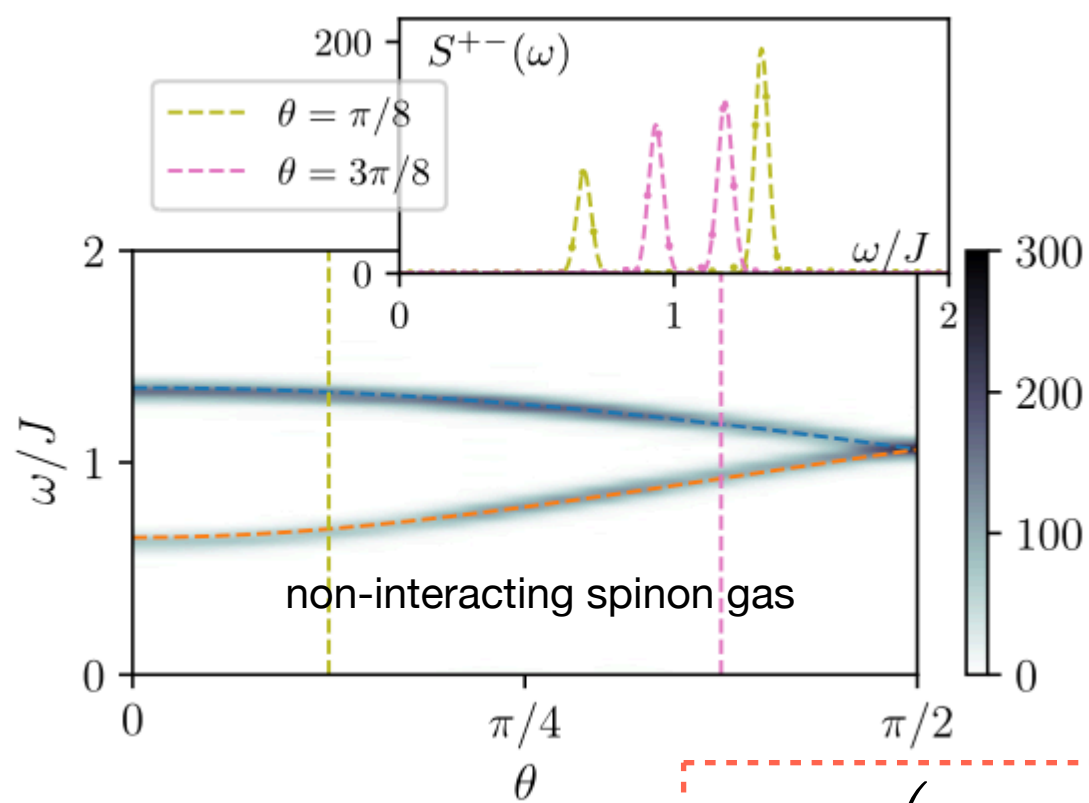 200
S⁺⁻(ω)
θ = π/8
θ = 3π/8
0
ω/J
0 1 2
2
1
0
ω/J
non-interacting spinon gas
0 π/4 π/2
θ
300
200
100
0
(